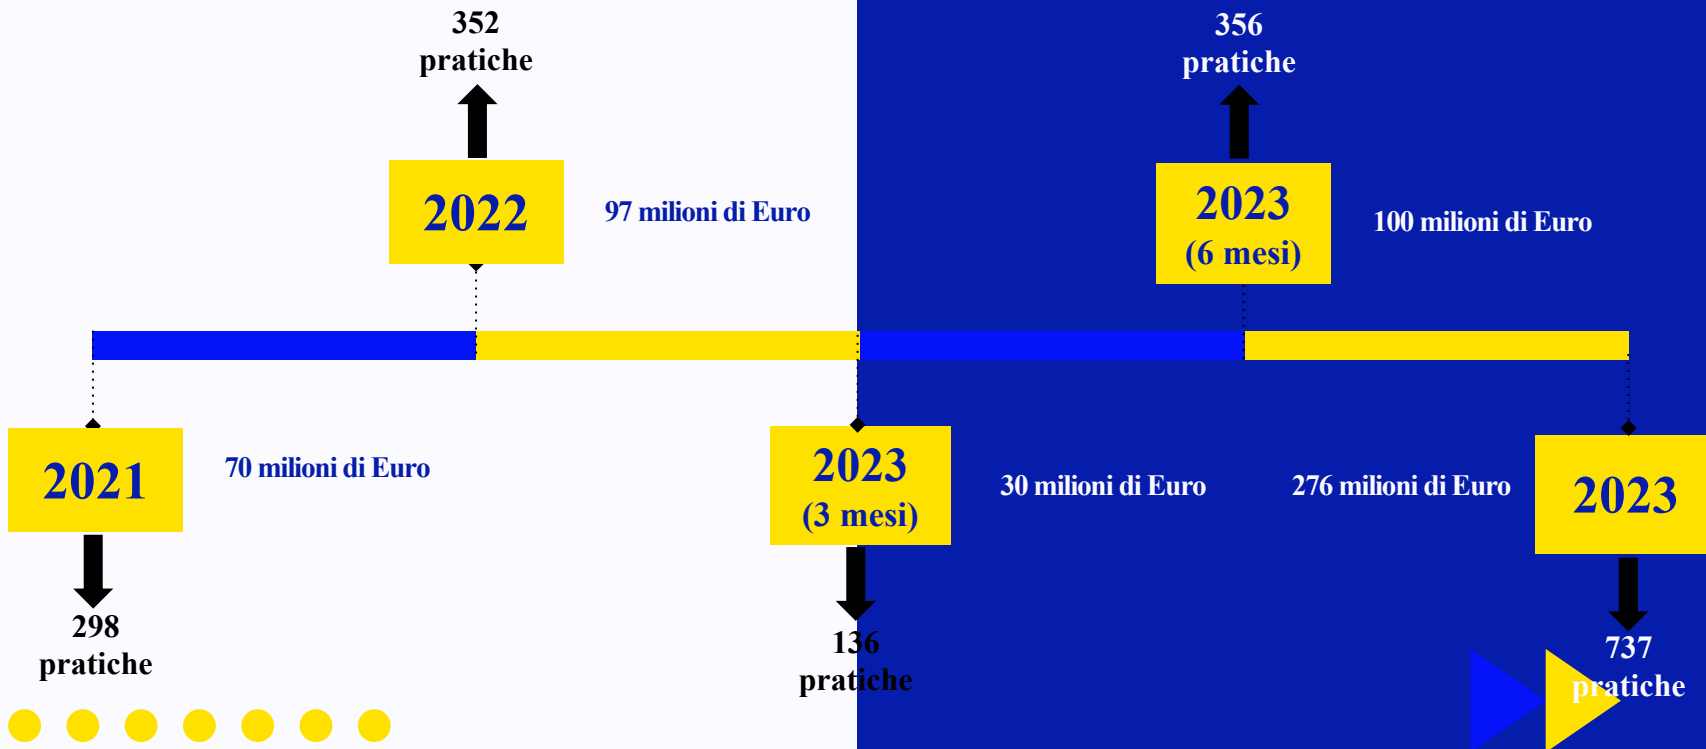 352
pratiche
2022
97 milioni di Euro
356
pratiche
2023
(6 mesi)
100 milioni di Euro
2021
70 milioni di Euro
298
pratiche
2023
(3 mesi)
30 milioni di Euro
136
pratiche
276 milioni di Euro
2023
737
pratiche